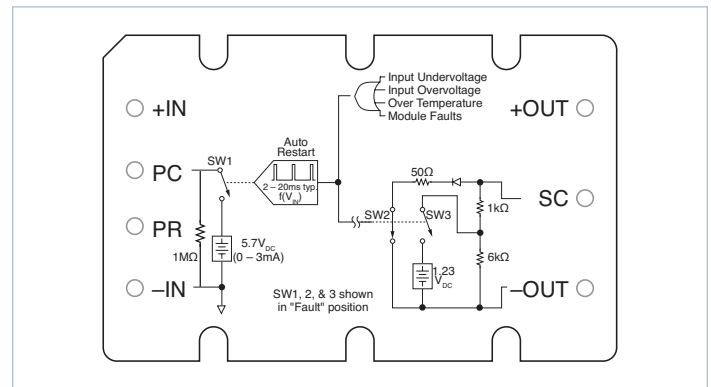 Input Undervoltage
Input Overvoltage
Over Temperature
Module Faults
+IN
+OUT
Auto
Restart
SW1
PC
2 – 20ms typ.
f(VIN)
50Ω
SC
1kΩ
SW2
SW3
PR
1MΩ
5.7VDC
(0 – 3mA)
6kΩ
1.23
VDC
–IN
–OUT
SW1, 2, & 3 shown
in "Fault" position